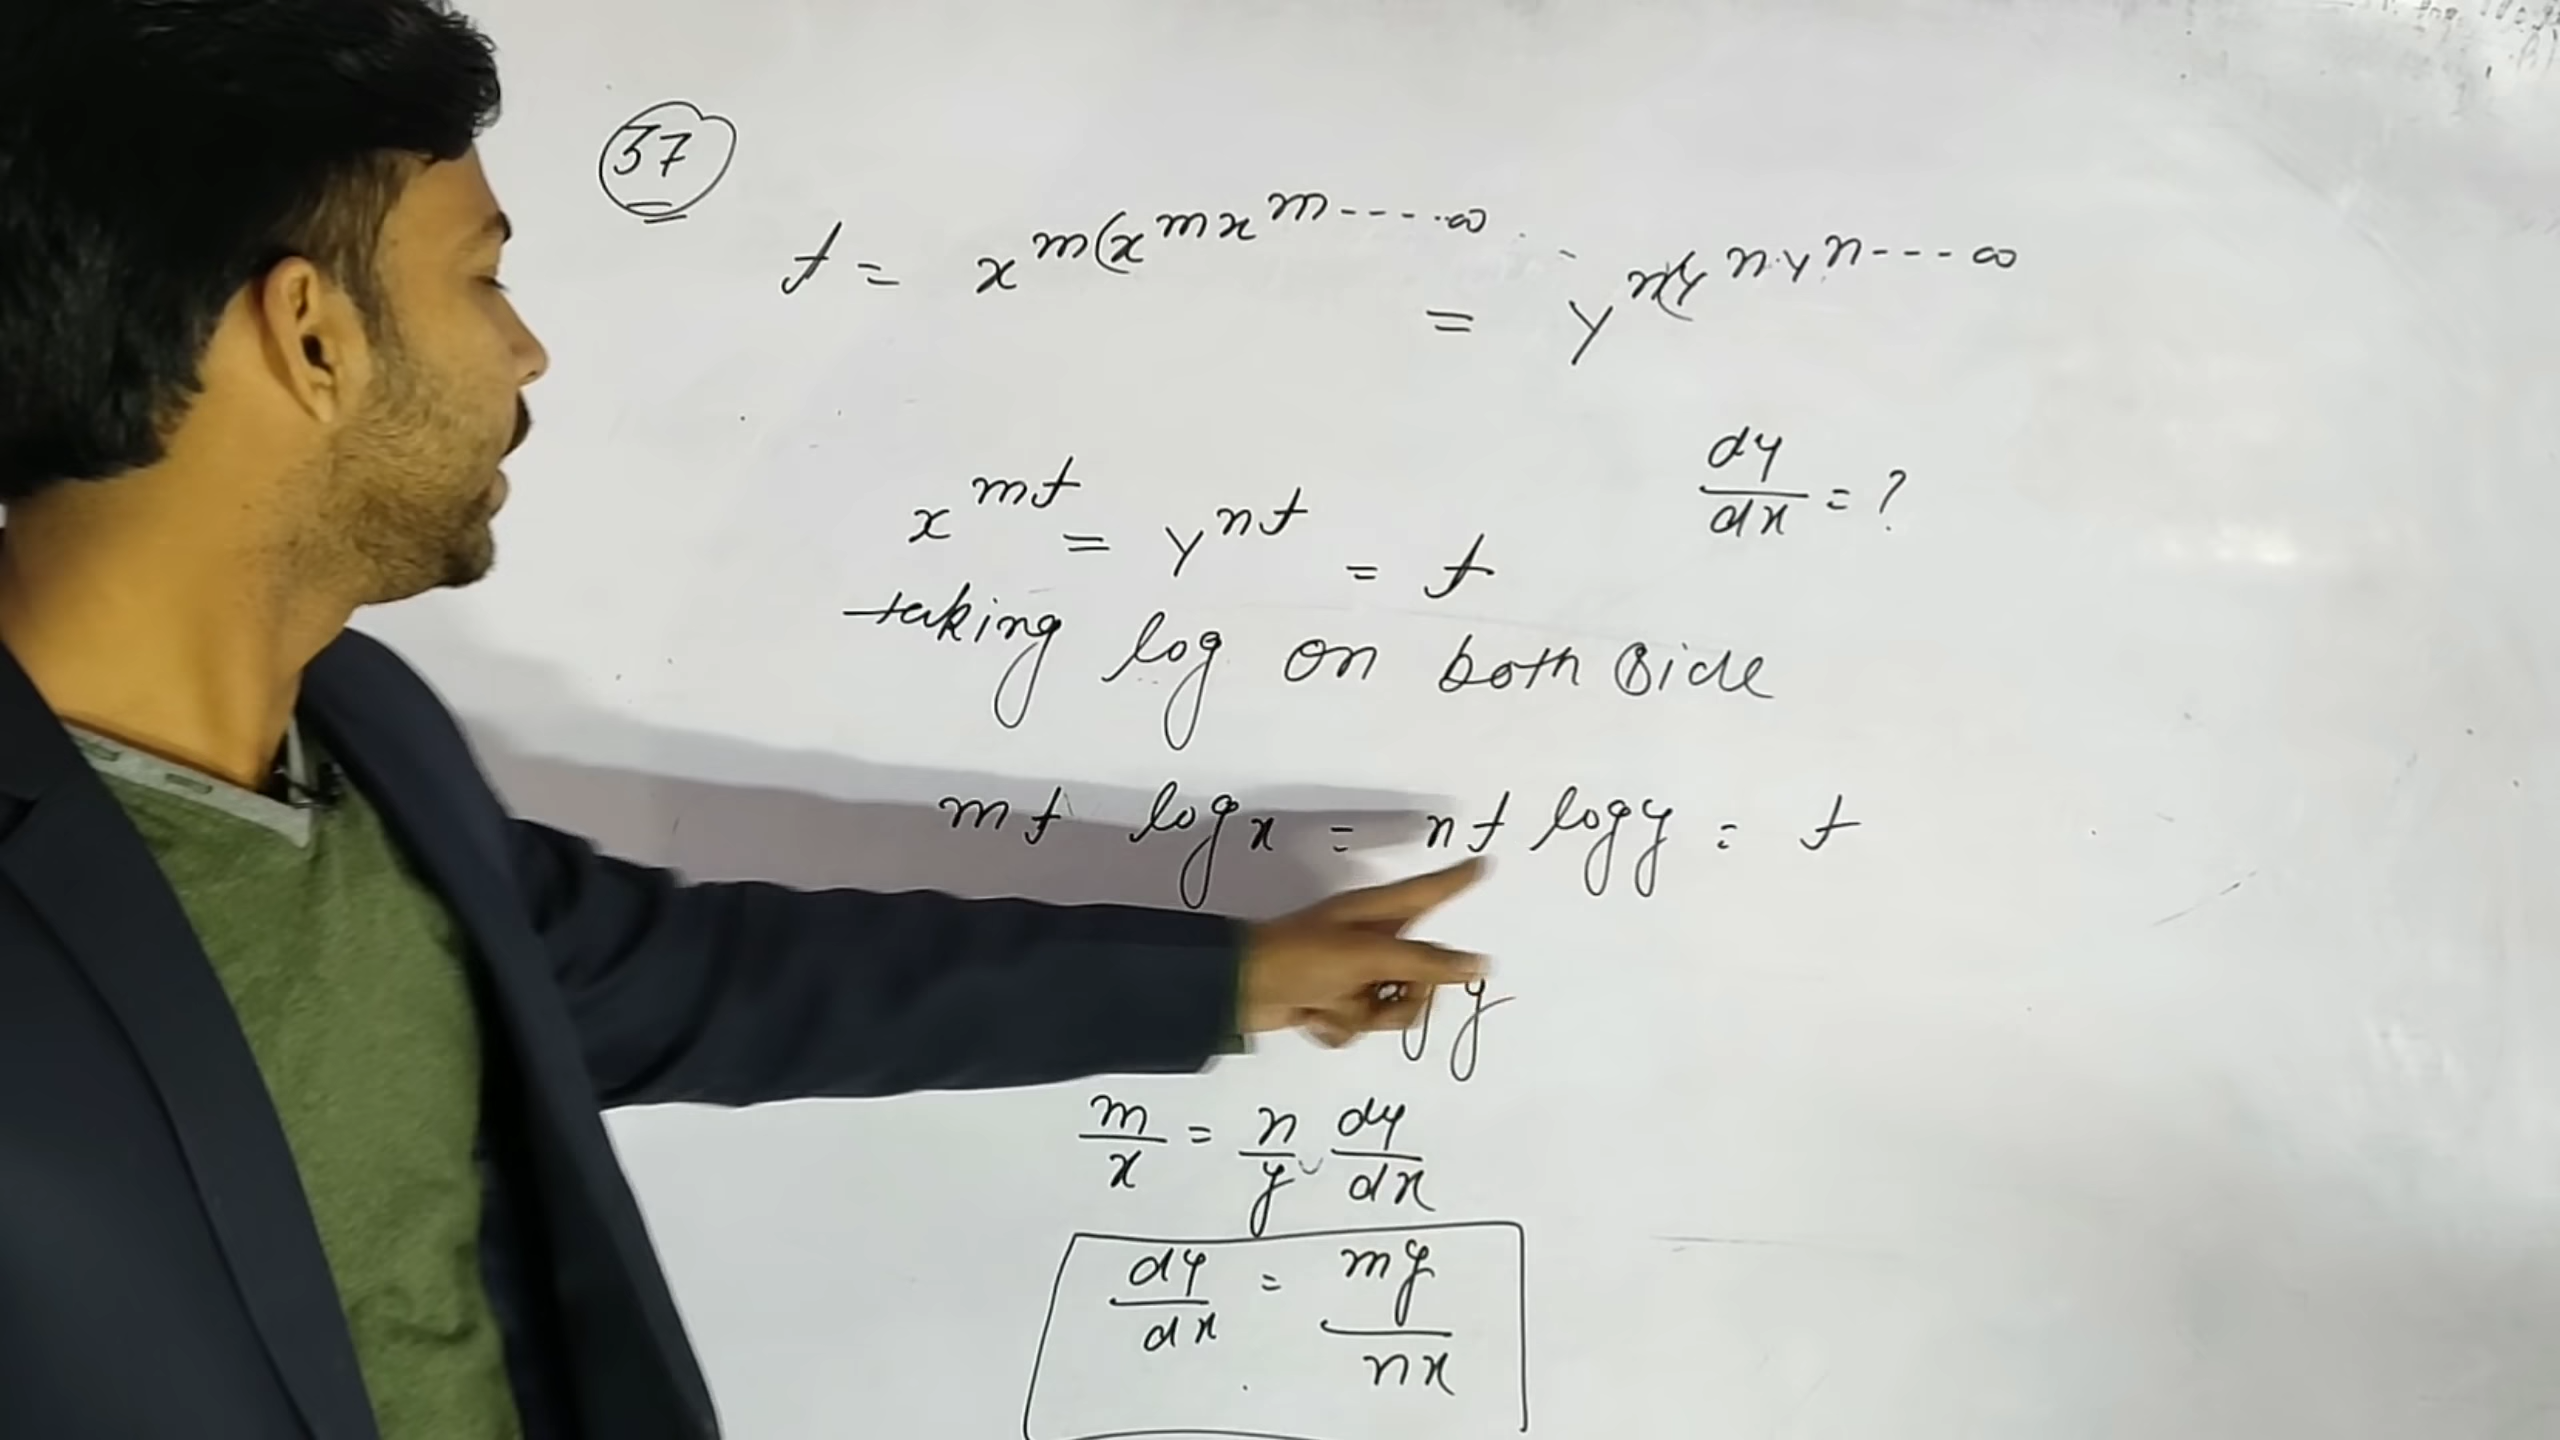 37
t = x^{m(x^{mx^{m----∞}}} = y^{n(y^{n.y^{n----∞}}}
dy/dx = ?
x^{mt} = y^{nt} = t
taking log on both side
mt log x = nt log y = t
y
m/x = n/y dy/dx
dy/dx = my/nx